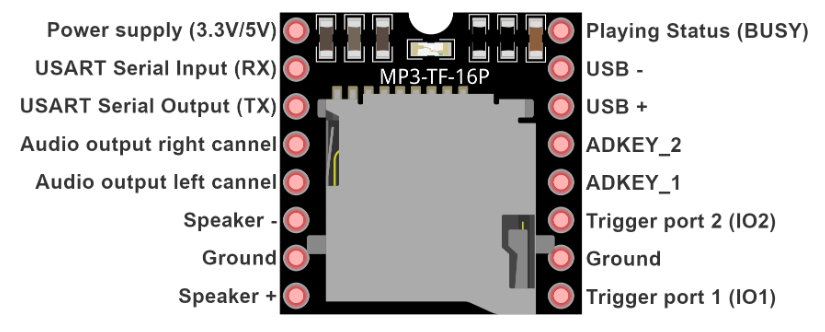 Power supply (3.3V/5V)
USART Serial Input (RX)
USART Serial Output (TX)
Audio output right cannel
Audio output left cannel
Speaker -
Ground
Speaker +
MP3-TF-16P
Playing Status (BUSY)
USB -
USB +
ADKEY_2
ADKEY_1
Trigger port 2 (IO2)
Ground
Trigger port 1 (IO1)